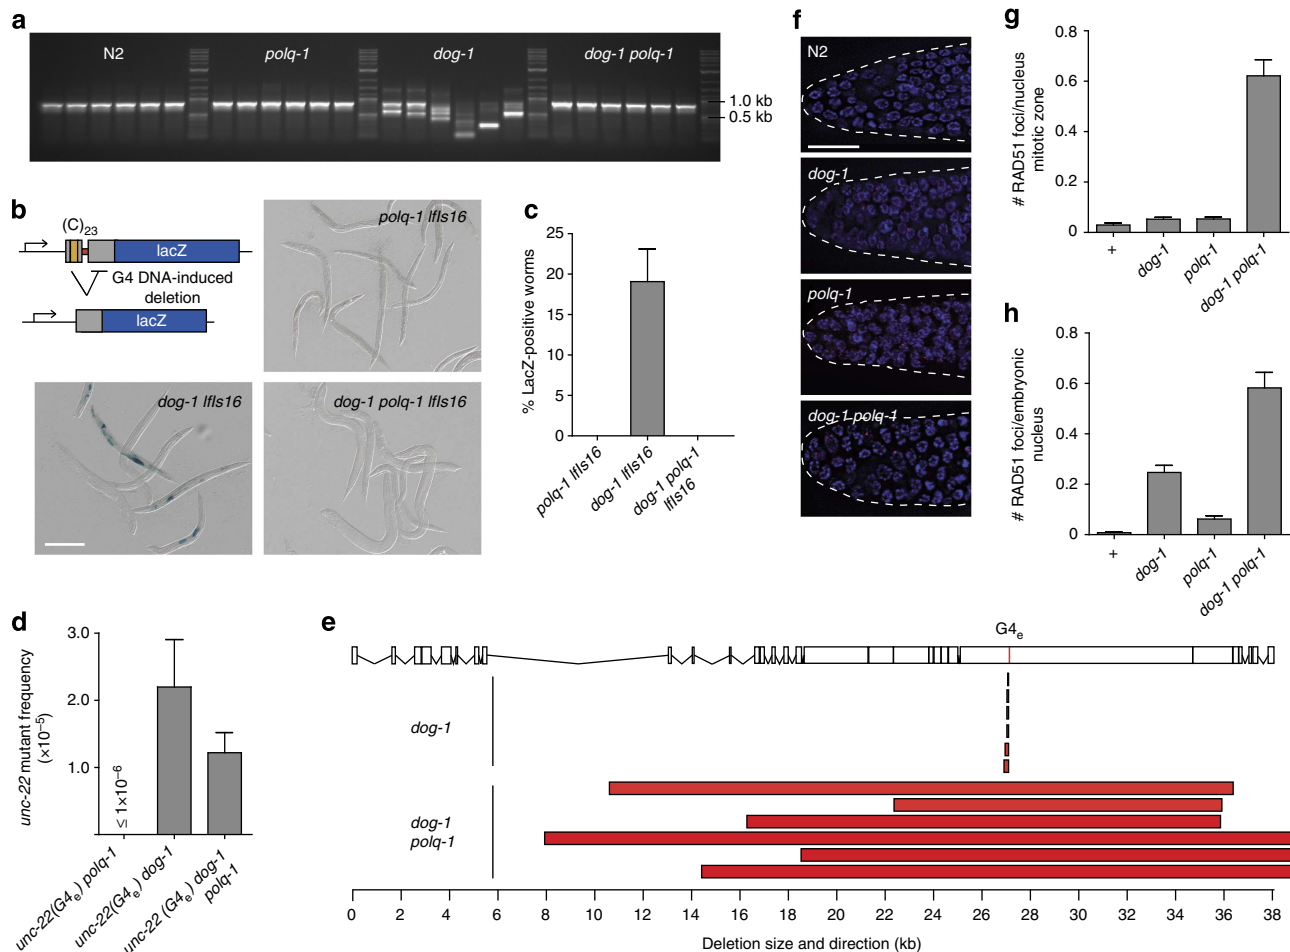 a
N2
polq-1
dog-1
dog-1 polq-1
1.0 kb
0.5 kb
b
(C)23
lacZ
G4 DNA-induced
deletion
lacZ
polq-1 lfIs16
dog-1 lfIs16
dog-1 polq-1 lfIs16
c
% LacZ-positive worms
25
20
15
10
5
0
polq-1 lfIs16
dog-1 lfIs16
dog-1 polq-1
lfIs16
d
unc-22 mutant frequency
(×10−5)
3.0
2.0
1.0
≤ 1×10−6
unc-22(G4e) polq-1
unc-22(G4e) dog-1
unc-22 (G4e) dog-1
polq-1
e
G4e
dog-1
dog-1
polq-1
0 2 4 6 8 10 12 14 16 18 20 22 24 26 28 30 32 34 36 38
Deletion size and direction (kb)
f
N2
dog-1
polq-1
dog-1 polq-1
g
# RAD51 foci/nucleus
mitotic zone
0.8
0.6
0.4
0.2
0
+
dog-1
polq-1
dog-1 polq-1
h
# RAD51 foci/embryonic
nucleus
0.8
0.6
0.4
0.2
0
+
dog-1
polq-1
dog-1 polq-1